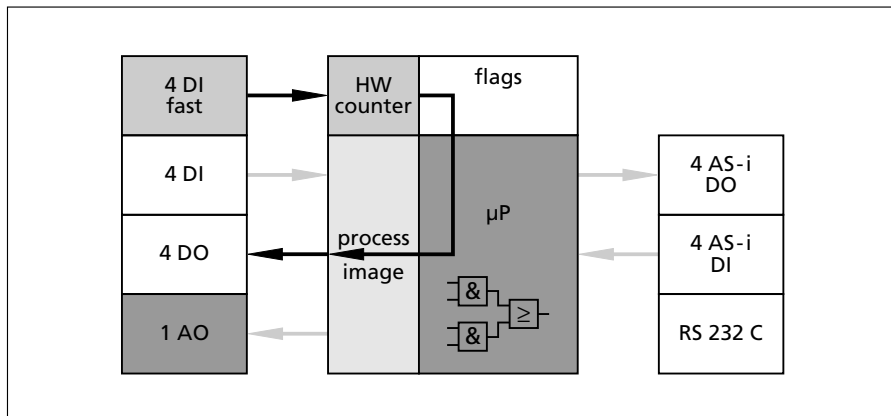 4 DI
fast
4 DI
4 DO
1 AO
HW
counter
process
image
flags
µP
&
&
≥
4 AS-i
DO
4 AS-i
DI
RS 232 C